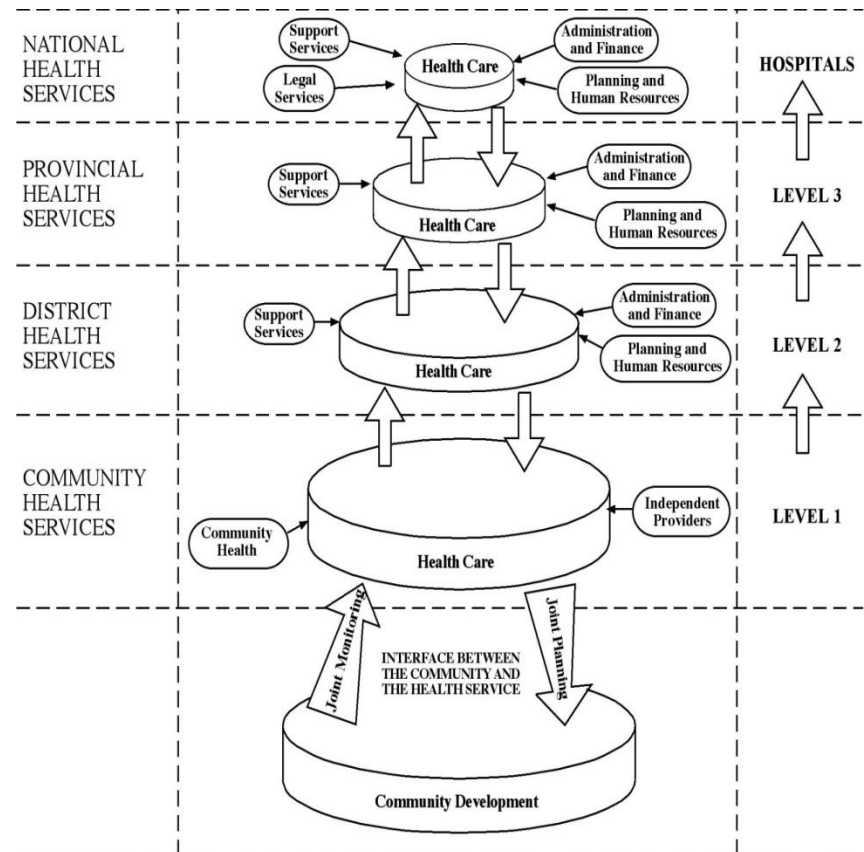 NATIONAL
HEALTH
SERVICES
Support
Services
Legal
Services
Health Care
Administration
and Finance
Planning and
Human Resources
HOSPITALS
PROVINCIAL
HEALTH
SERVICES
Support
Services
Health Care
Administration
and Finance
Planning and
Human Resources
LEVEL 3
DISTRICT
HEALTH
SERVICES
Support
Services
Health Care
Administration
and Finance
Planning and
Human Resources
LEVEL 2
COMMUNITY
HEALTH
SERVICES
Community
Health
Health Care
Independent
Providers
LEVEL 1
Joint Monitoring
INTERFACE BETWEEN
THE COMMUNITY AND
THE HEALTH SERVICE
Joint Planning
Community Development